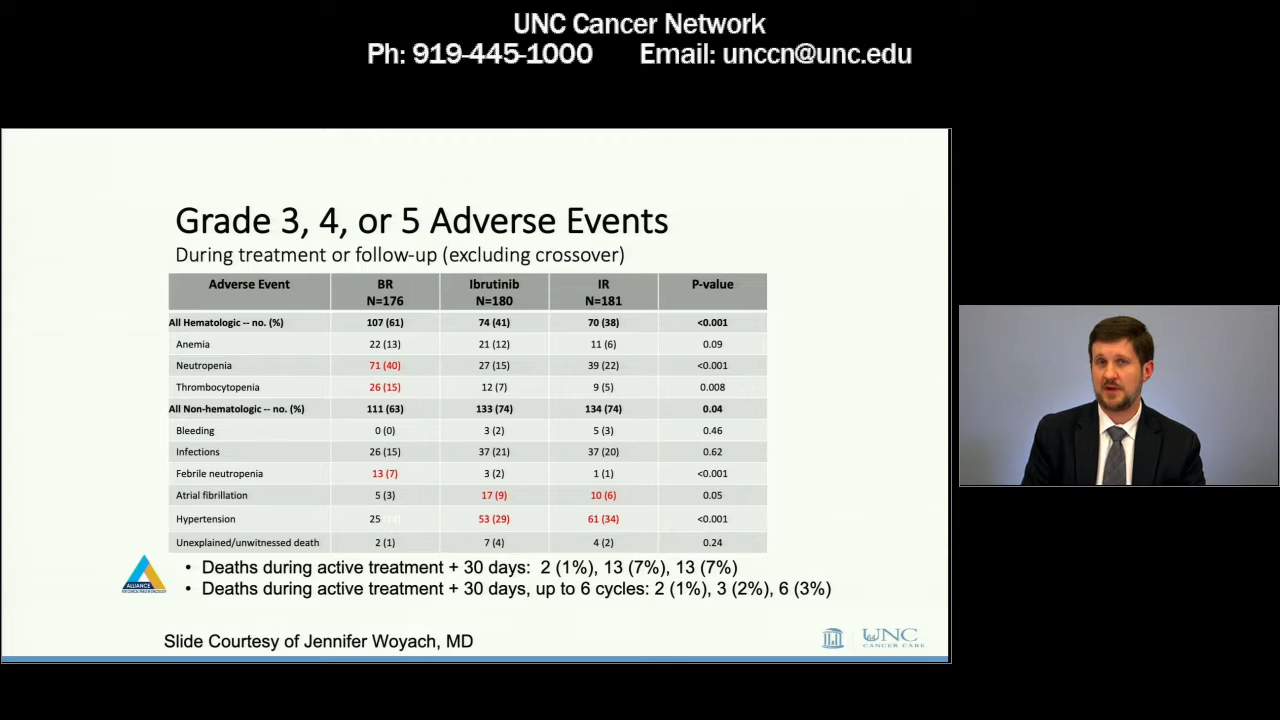 UNC Cancer Network
Ph: 919-445-1000 Email: unccn@unc.edu
Grade 3, 4, or 5 Adverse Events
During treatment or follow-up (excluding crossover)
Adverse Event BR N=176 Ibrutinib N=180 IR N=181 P-value
All Hematologic -- no. (%) 107 (61) 74 (41) 70 (38) <0.001
Anemia 22 (13) 21 (12) 11 (6) 0.09
Neutropenia 71 (40) 27 (15) 39 (22) <0.001
Thrombocytopenia 26 (15) 12 (7) 9 (5) 0.008
All Non-hematologic -- no. (%) 111 (63) 133 (74) 134 (74) 0.04
Bleeding 0 (0) 3 (2) 5 (3) 0.46
Infections 26 (15) 37 (21) 37 (20) 0.62
Febrile neutropenia 13 (7) 3 (2) 1 (1) <0.001
Atrial fibrillation 5 (3) 17 (9) 10 (6) 0.05
Hypertension 25 53 (29) 61 (34) <0.001
Unexplained/unwitnessed death 2 (1) 7 (4) 4 (2) 0.24
• Deaths during active treatment + 30 days: 2 (1%), 13 (7%), 13 (7%)
• Deaths during active treatment + 30 days, up to 6 cycles: 2 (1%), 3 (2%), 6 (3%)
ALLIANCE
Slide Courtesy of Jennifer Woyach, MD
UNC
CANCER CARE